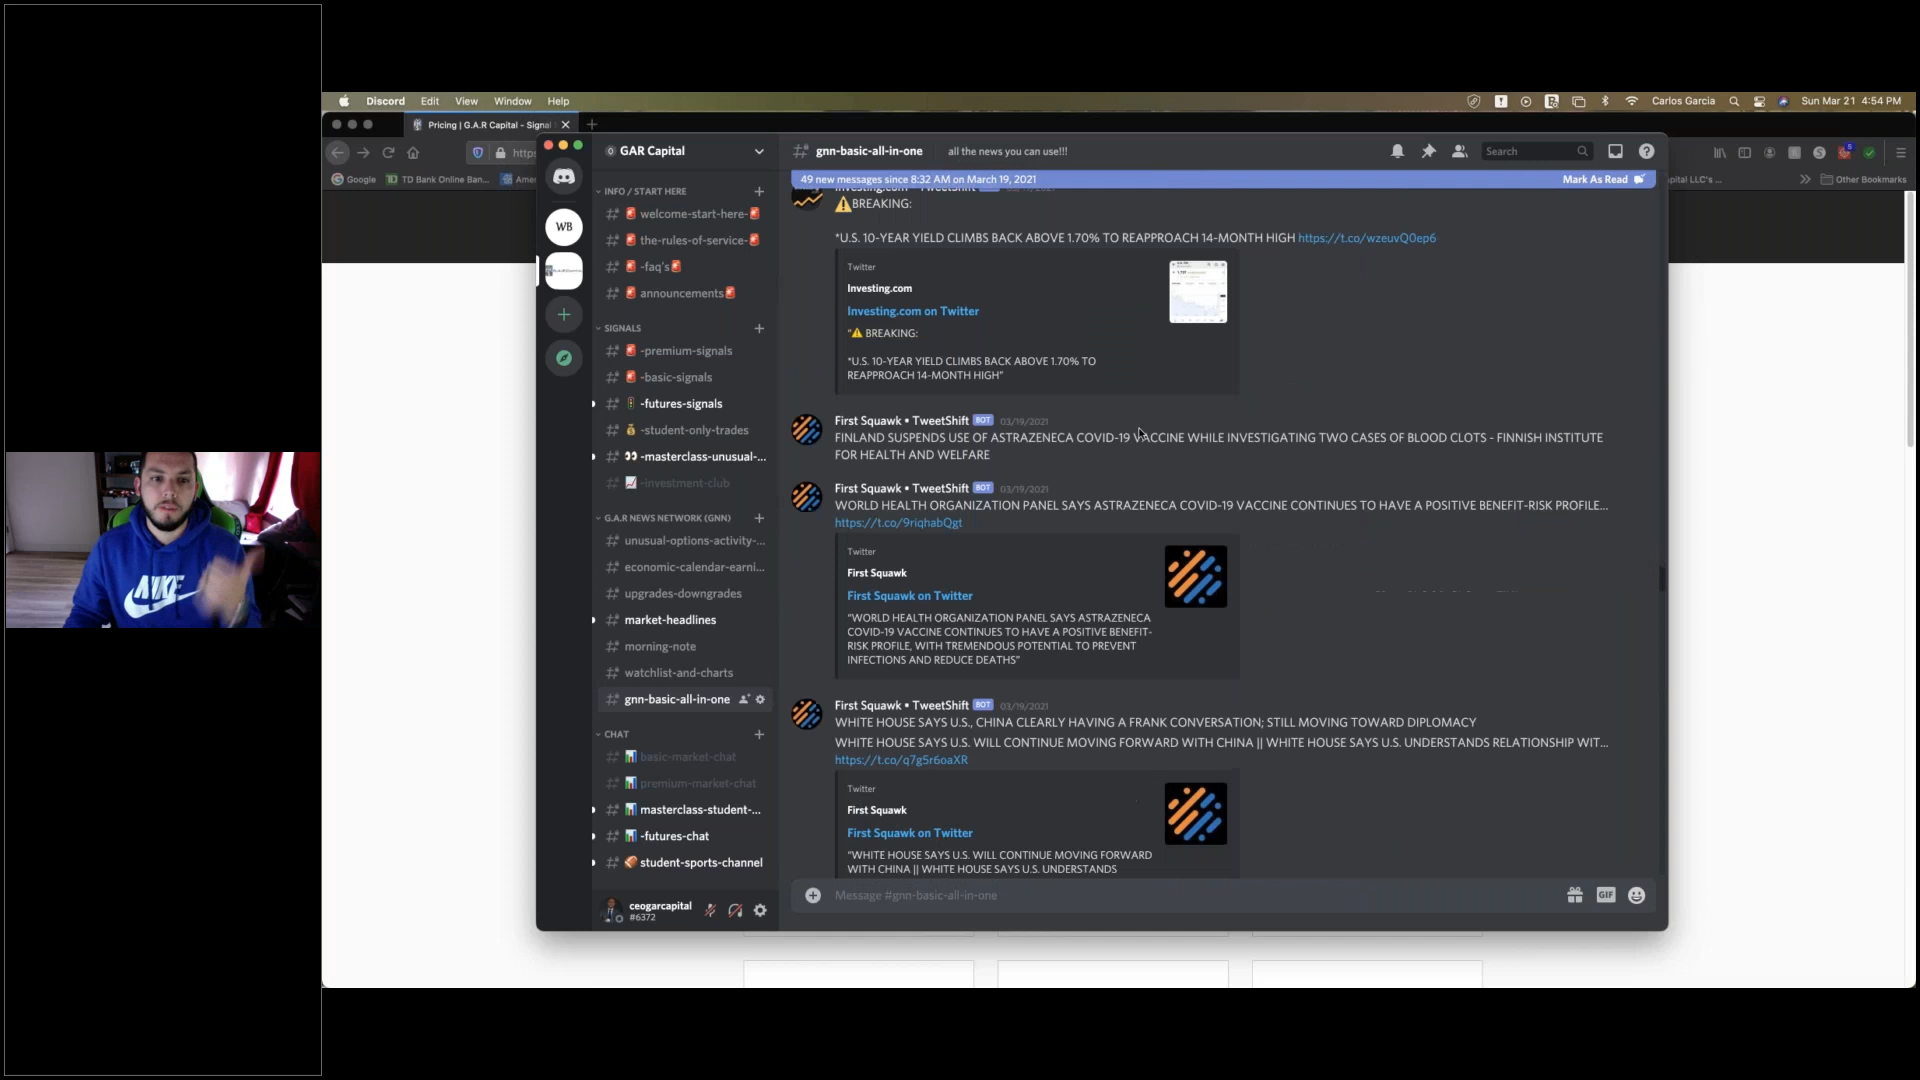 Discord Edit View Window Help
Carlos Garcia Sun Mar 21 4:54 PM
Pricing | G.A.R Capital - Signal
https
Google TD Bank Online Ban... Amer
apital LLC's ... Other Bookmarks
GAR Capital
INFO / START HERE
welcome-start-here-
the-rules-of-service-
-faq's
announcements
SIGNALS
-premium-signals
-basic-signals
-futures-signals
-student-only-trades
-masterclass-unusual-...
-investment-club
G.A.R NEWS NETWORK (GNN)
unusual-options-activity-...
economic-calendar-earni...
upgrades-downgrades
market-headlines
morning-note
watchlist-and-charts
gnn-basic-all-in-one
CHAT
basic-market-chat
premium-market-chat
masterclass-student-...
-futures-chat
student-sports-channel
ceogarcapital
#6372
WB
gnn-basic-all-in-one all the news you can use!!!
Search
49 new messages since 8:32 AM on March 19, 2021 Mark As Read
Investing.com • TweetShift
BREAKING:
*U.S. 10-YEAR YIELD CLIMBS BACK ABOVE 1.70% TO REAPPROACH 14-MONTH HIGH https://t.co/wzeuvQ0ep6
Twitter
Investing.com
Investing.com on Twitter
"⚠ BREAKING:
*U.S. 10-YEAR YIELD CLIMBS BACK ABOVE 1.70% TO
REAPPROACH 14-MONTH HIGH"
First Squawk • TweetShift BOT 03/19/2021
FINLAND SUSPENDS USE OF ASTRAZENECA COVID-19 VACCINE WHILE INVESTIGATING TWO CASES OF BLOOD CLOTS - FINNISH INSTITUTE
FOR HEALTH AND WELFARE
First Squawk • TweetShift BOT 03/19/2021
WORLD HEALTH ORGANIZATION PANEL SAYS ASTRAZENECA COVID-19 VACCINE CONTINUES TO HAVE A POSITIVE BENEFIT-RISK PROFILE...
https://t.co/9riqhabQgt
Twitter
First Squawk
First Squawk on Twitter
"WORLD HEALTH ORGANIZATION PANEL SAYS ASTRAZENECA
COVID-19 VACCINE CONTINUES TO HAVE A POSITIVE BENEFIT-
RISK PROFILE, WITH TREMENDOUS POTENTIAL TO PREVENT
INFECTIONS AND REDUCE DEATHS"
First Squawk • TweetShift BOT 03/19/2021
WHITE HOUSE SAYS U.S., CHINA CLEARLY HAVING A FRANK CONVERSATION; STILL MOVING TOWARD DIPLOMACY
WHITE HOUSE SAYS U.S. WILL CONTINUE MOVING FORWARD WITH CHINA || WHITE HOUSE SAYS U.S. UNDERSTANDS RELATIONSHIP WIT...
https://t.co/q7g5r6oaXR
Twitter
First Squawk
First Squawk on Twitter
"WHITE HOUSE SAYS U.S. WILL CONTINUE MOVING FORWARD
WITH CHINA || WHITE HOUSE SAYS U.S. UNDERSTANDS
Message #gnn-basic-all-in-one
GIF
NIKE